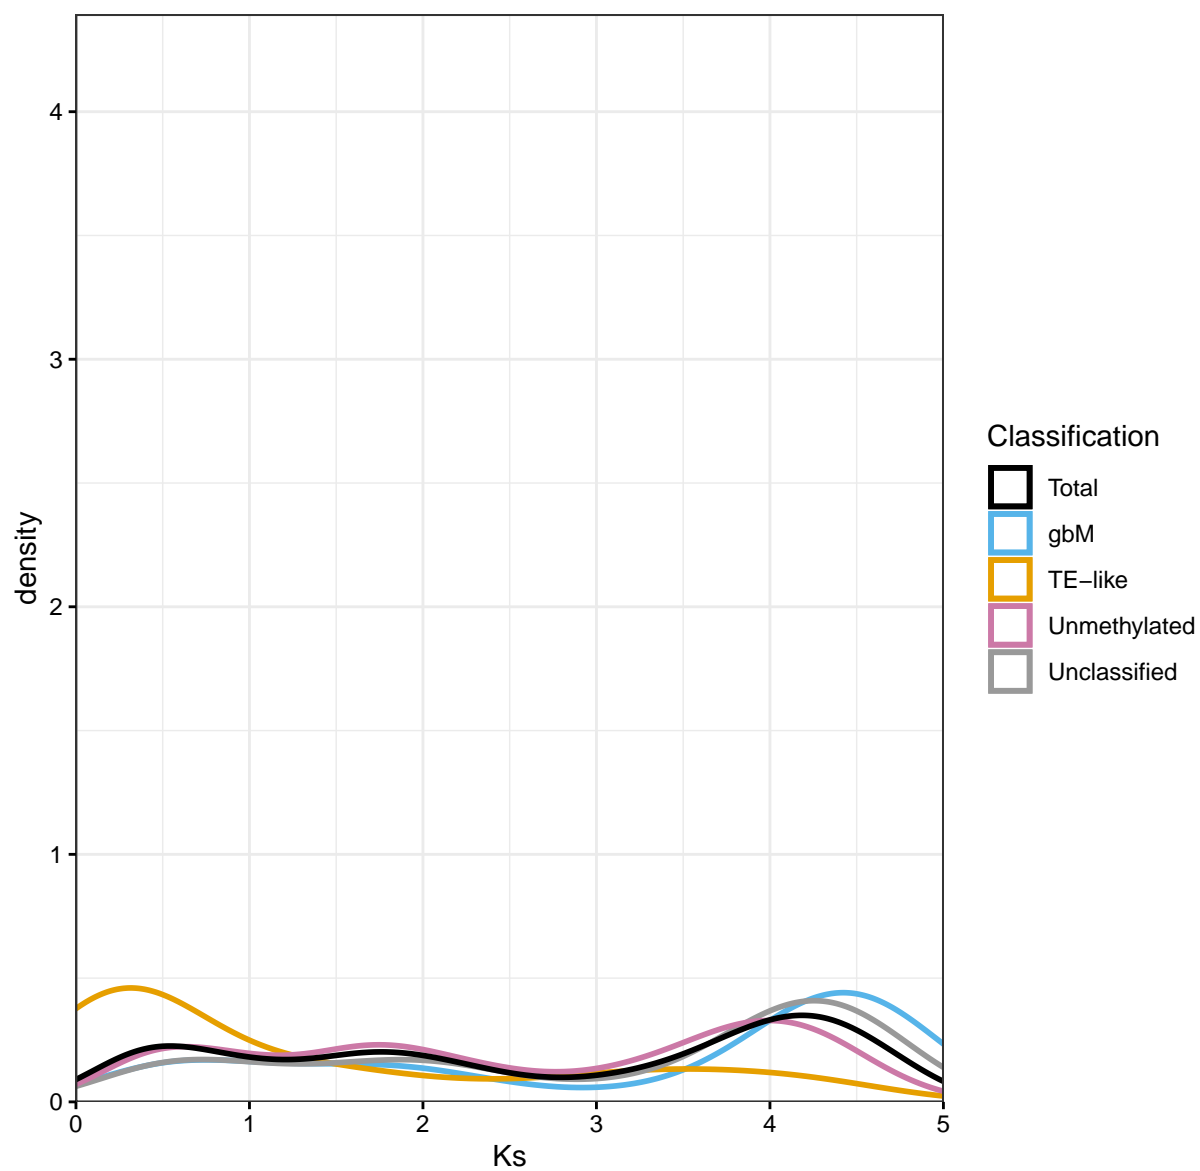 4
3
2
1
0
density
0 1 2 3 4 5
Ks
Classification
Total
gbM
TE−like
Unmethylated
Unclassified